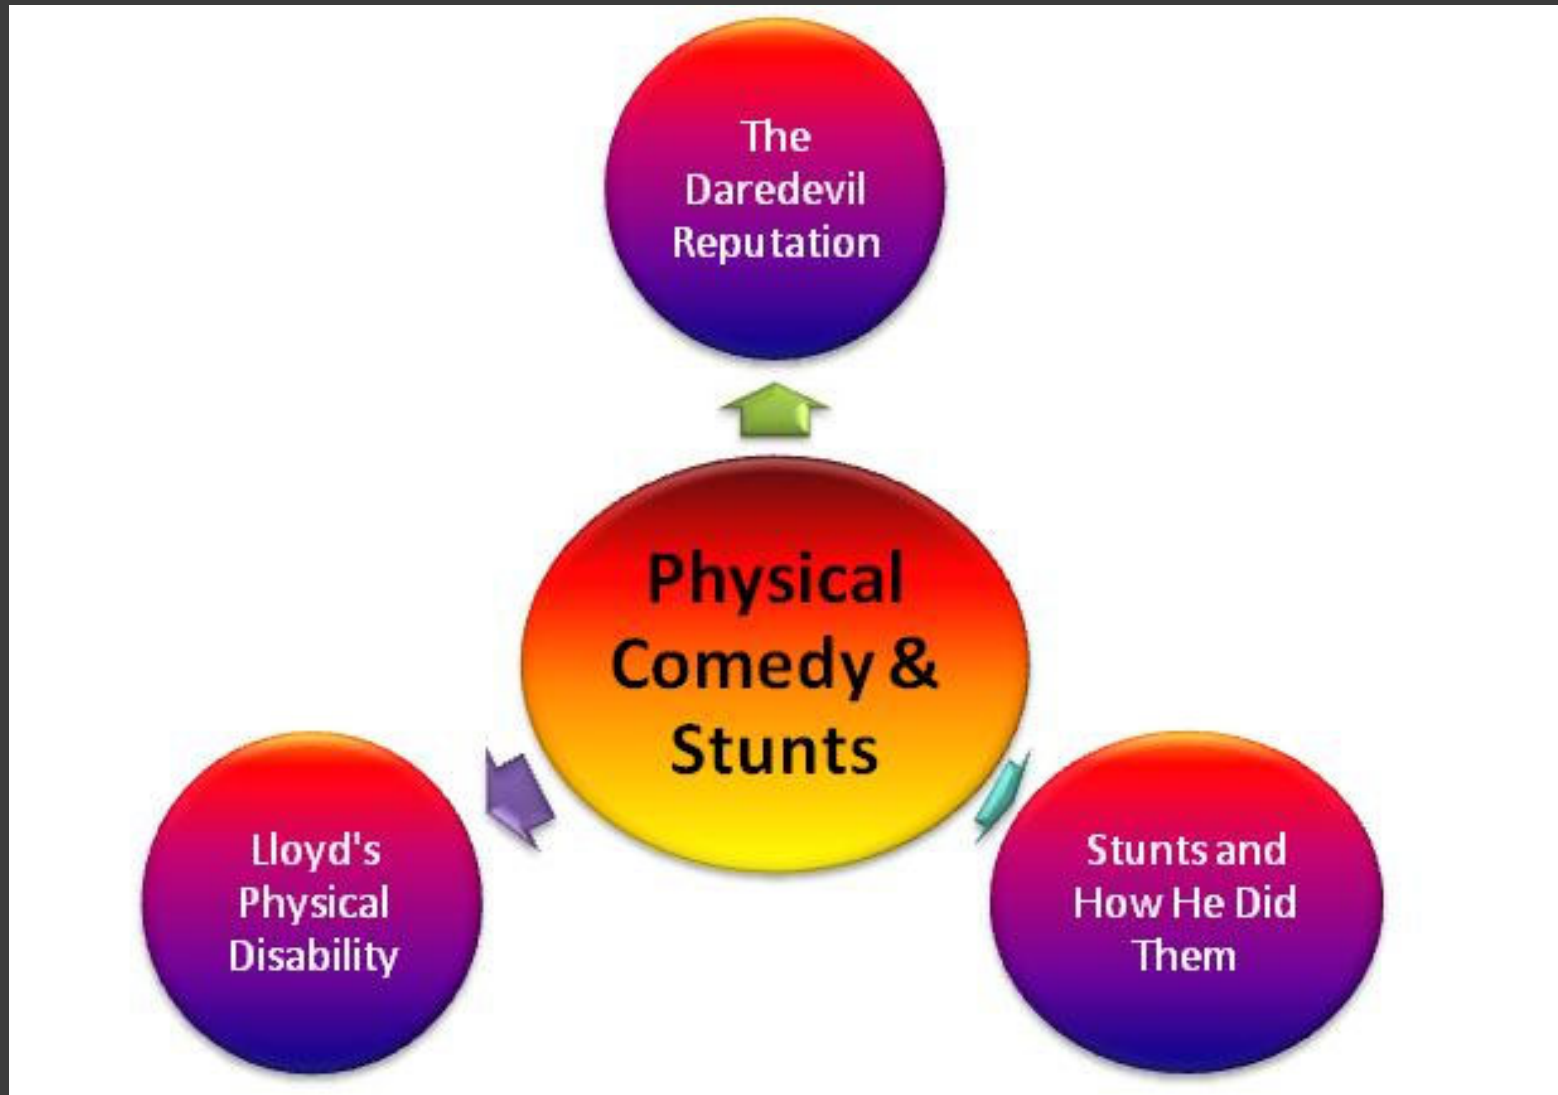 The
Daredevil
Reputation
Physical
Comedy &
Stunts
Lloyd's
Physical
Disability
Stunts and
How He Did
Them